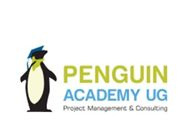 PENGUIN
ACADEMY UG
Project Management & Consulting